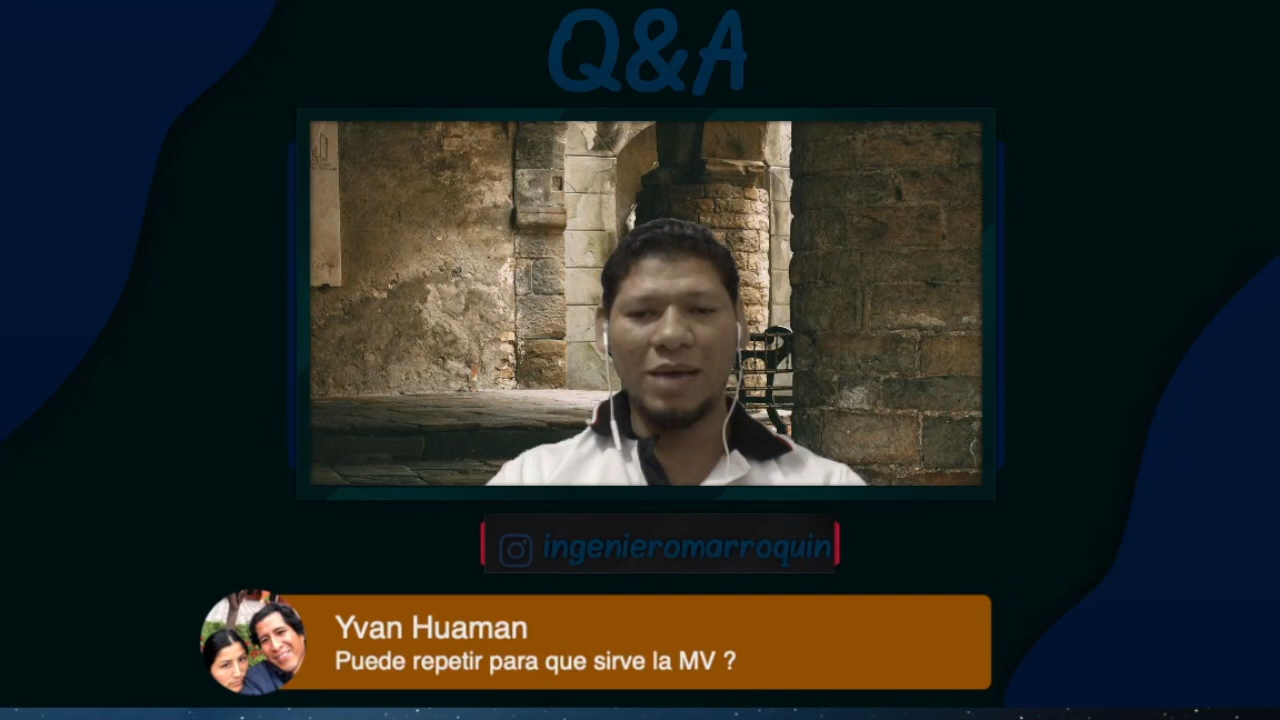 Q&A
ingenieromarroquin
Yvan Huaman
Puede repetir para que sirve la MV ?